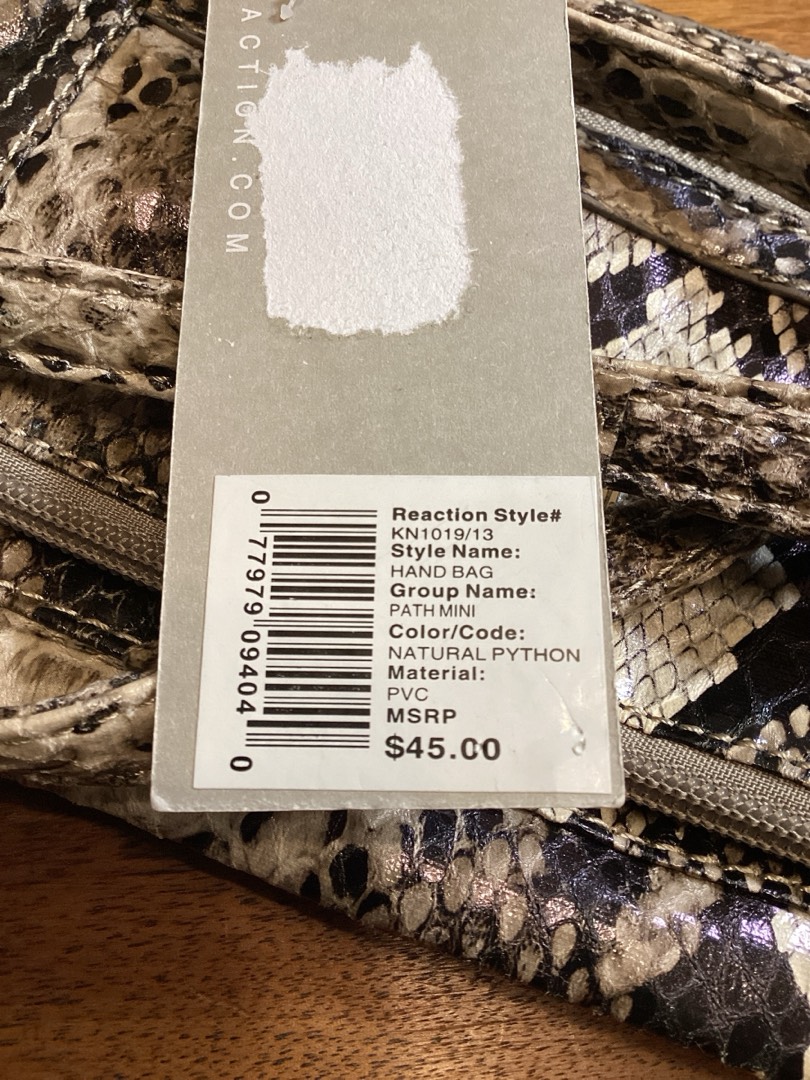 ACTION.COM
Reaction Style#
KN1019/13
Style Name:
HAND BAG
Group Name:
PATH MINI
Color/Code:
NATURAL PYTHON
Material:
PVC
MSRP
$45.00
0 77979 09404 0